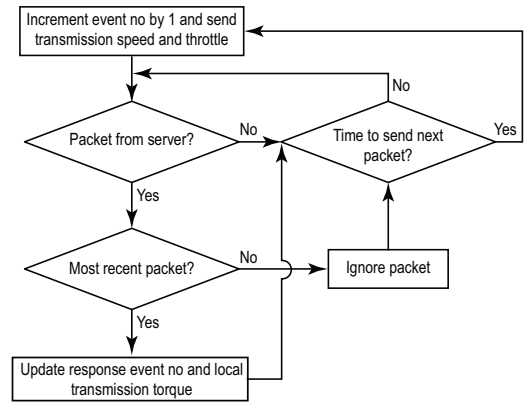 Increment event no by 1 and send
transmission speed and throttle
No
Packet from server?
No
Time to send next
packet?
Yes
Yes
Most recent packet?
No
Ignore packet
Yes
Update response event no and local
transmission torque